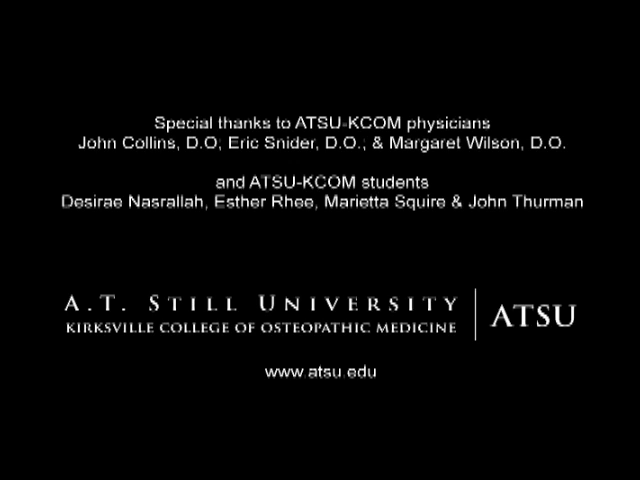 Special thanks to ATSU-KCOM physicians
John Collins, D.O; Eric Snider, D.O.; & Margaret Wilson, D.O.
and ATSU-KCOM students
Desirae Nasrallah, Esther Rhee, Marietta Squire & John Thurman
A.T. STILL UNIVERSITY
KIRKSVILLE COLLEGE OF OSTEOPATHIC MEDICINE
ATSU
www.atsu.edu